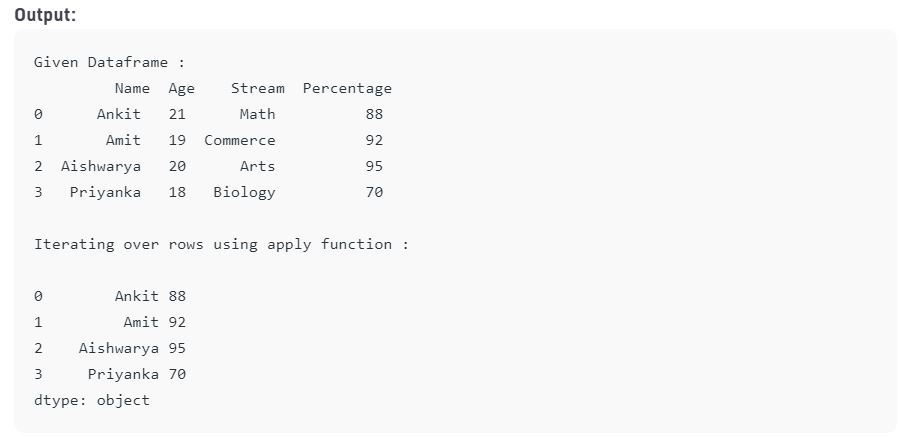 Output:
Given Dataframe :
         Name  Age    Stream  Percentage
0      Ankit   21      Math          88
1       Amit   19  Commerce          92
2  Aishwarya   20      Arts          95
3   Priyanka   18   Biology          70
Iterating over rows using apply function :
0        Ankit 88
1         Amit 92
2    Aishwarya 95
3     Priyanka 70
dtype: object